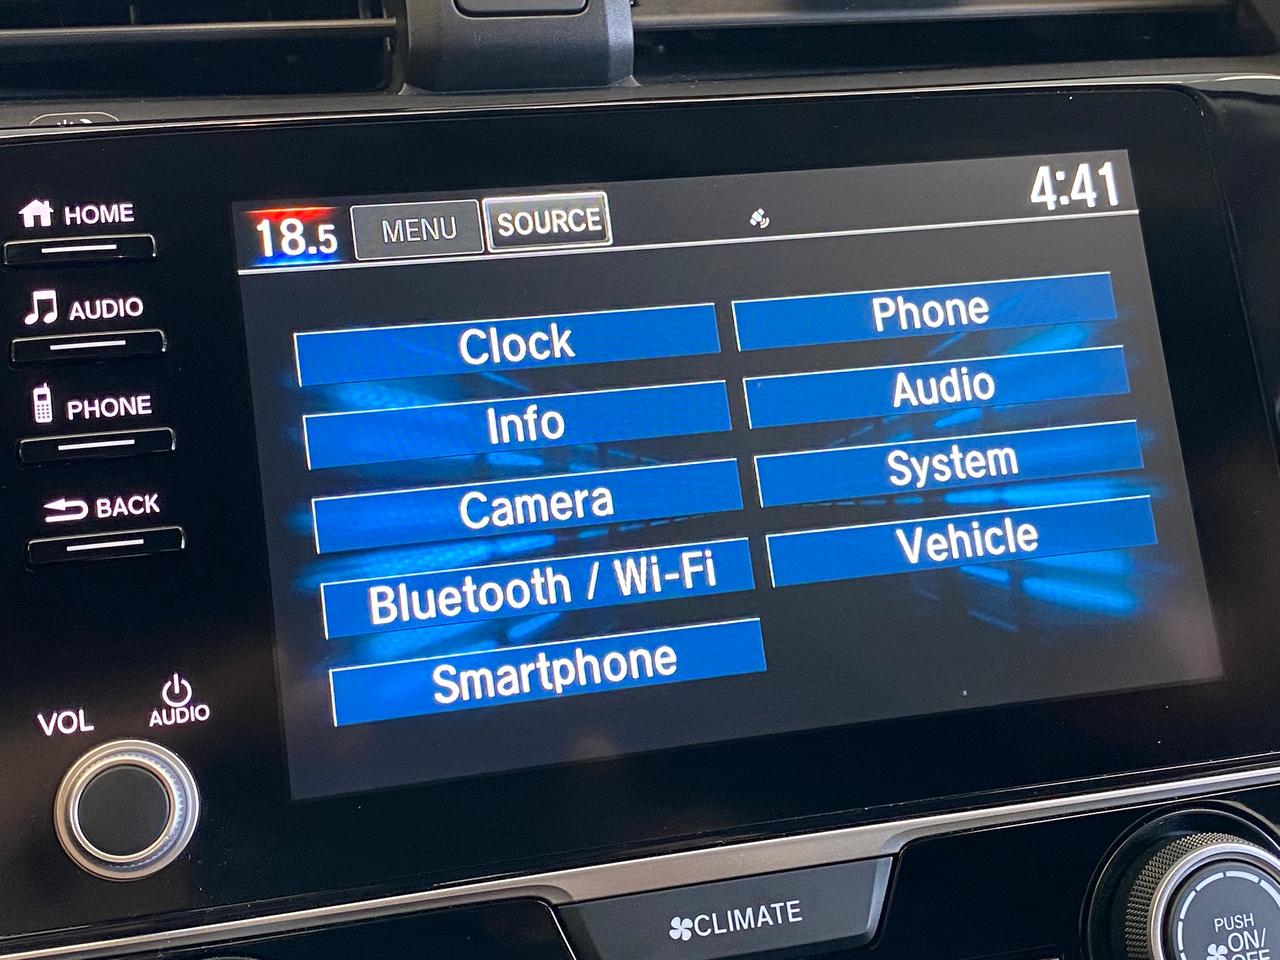 HOME
AUDIO
PHONE
BACK
VOL
AUDIO
18.5 MENU SOURCE 4:41
Clock
Info
Camera
Bluetooth / Wi-Fi
Smartphone
Phone
Audio
System
Vehicle
CLIMATE
PUSH
ON/
OFF